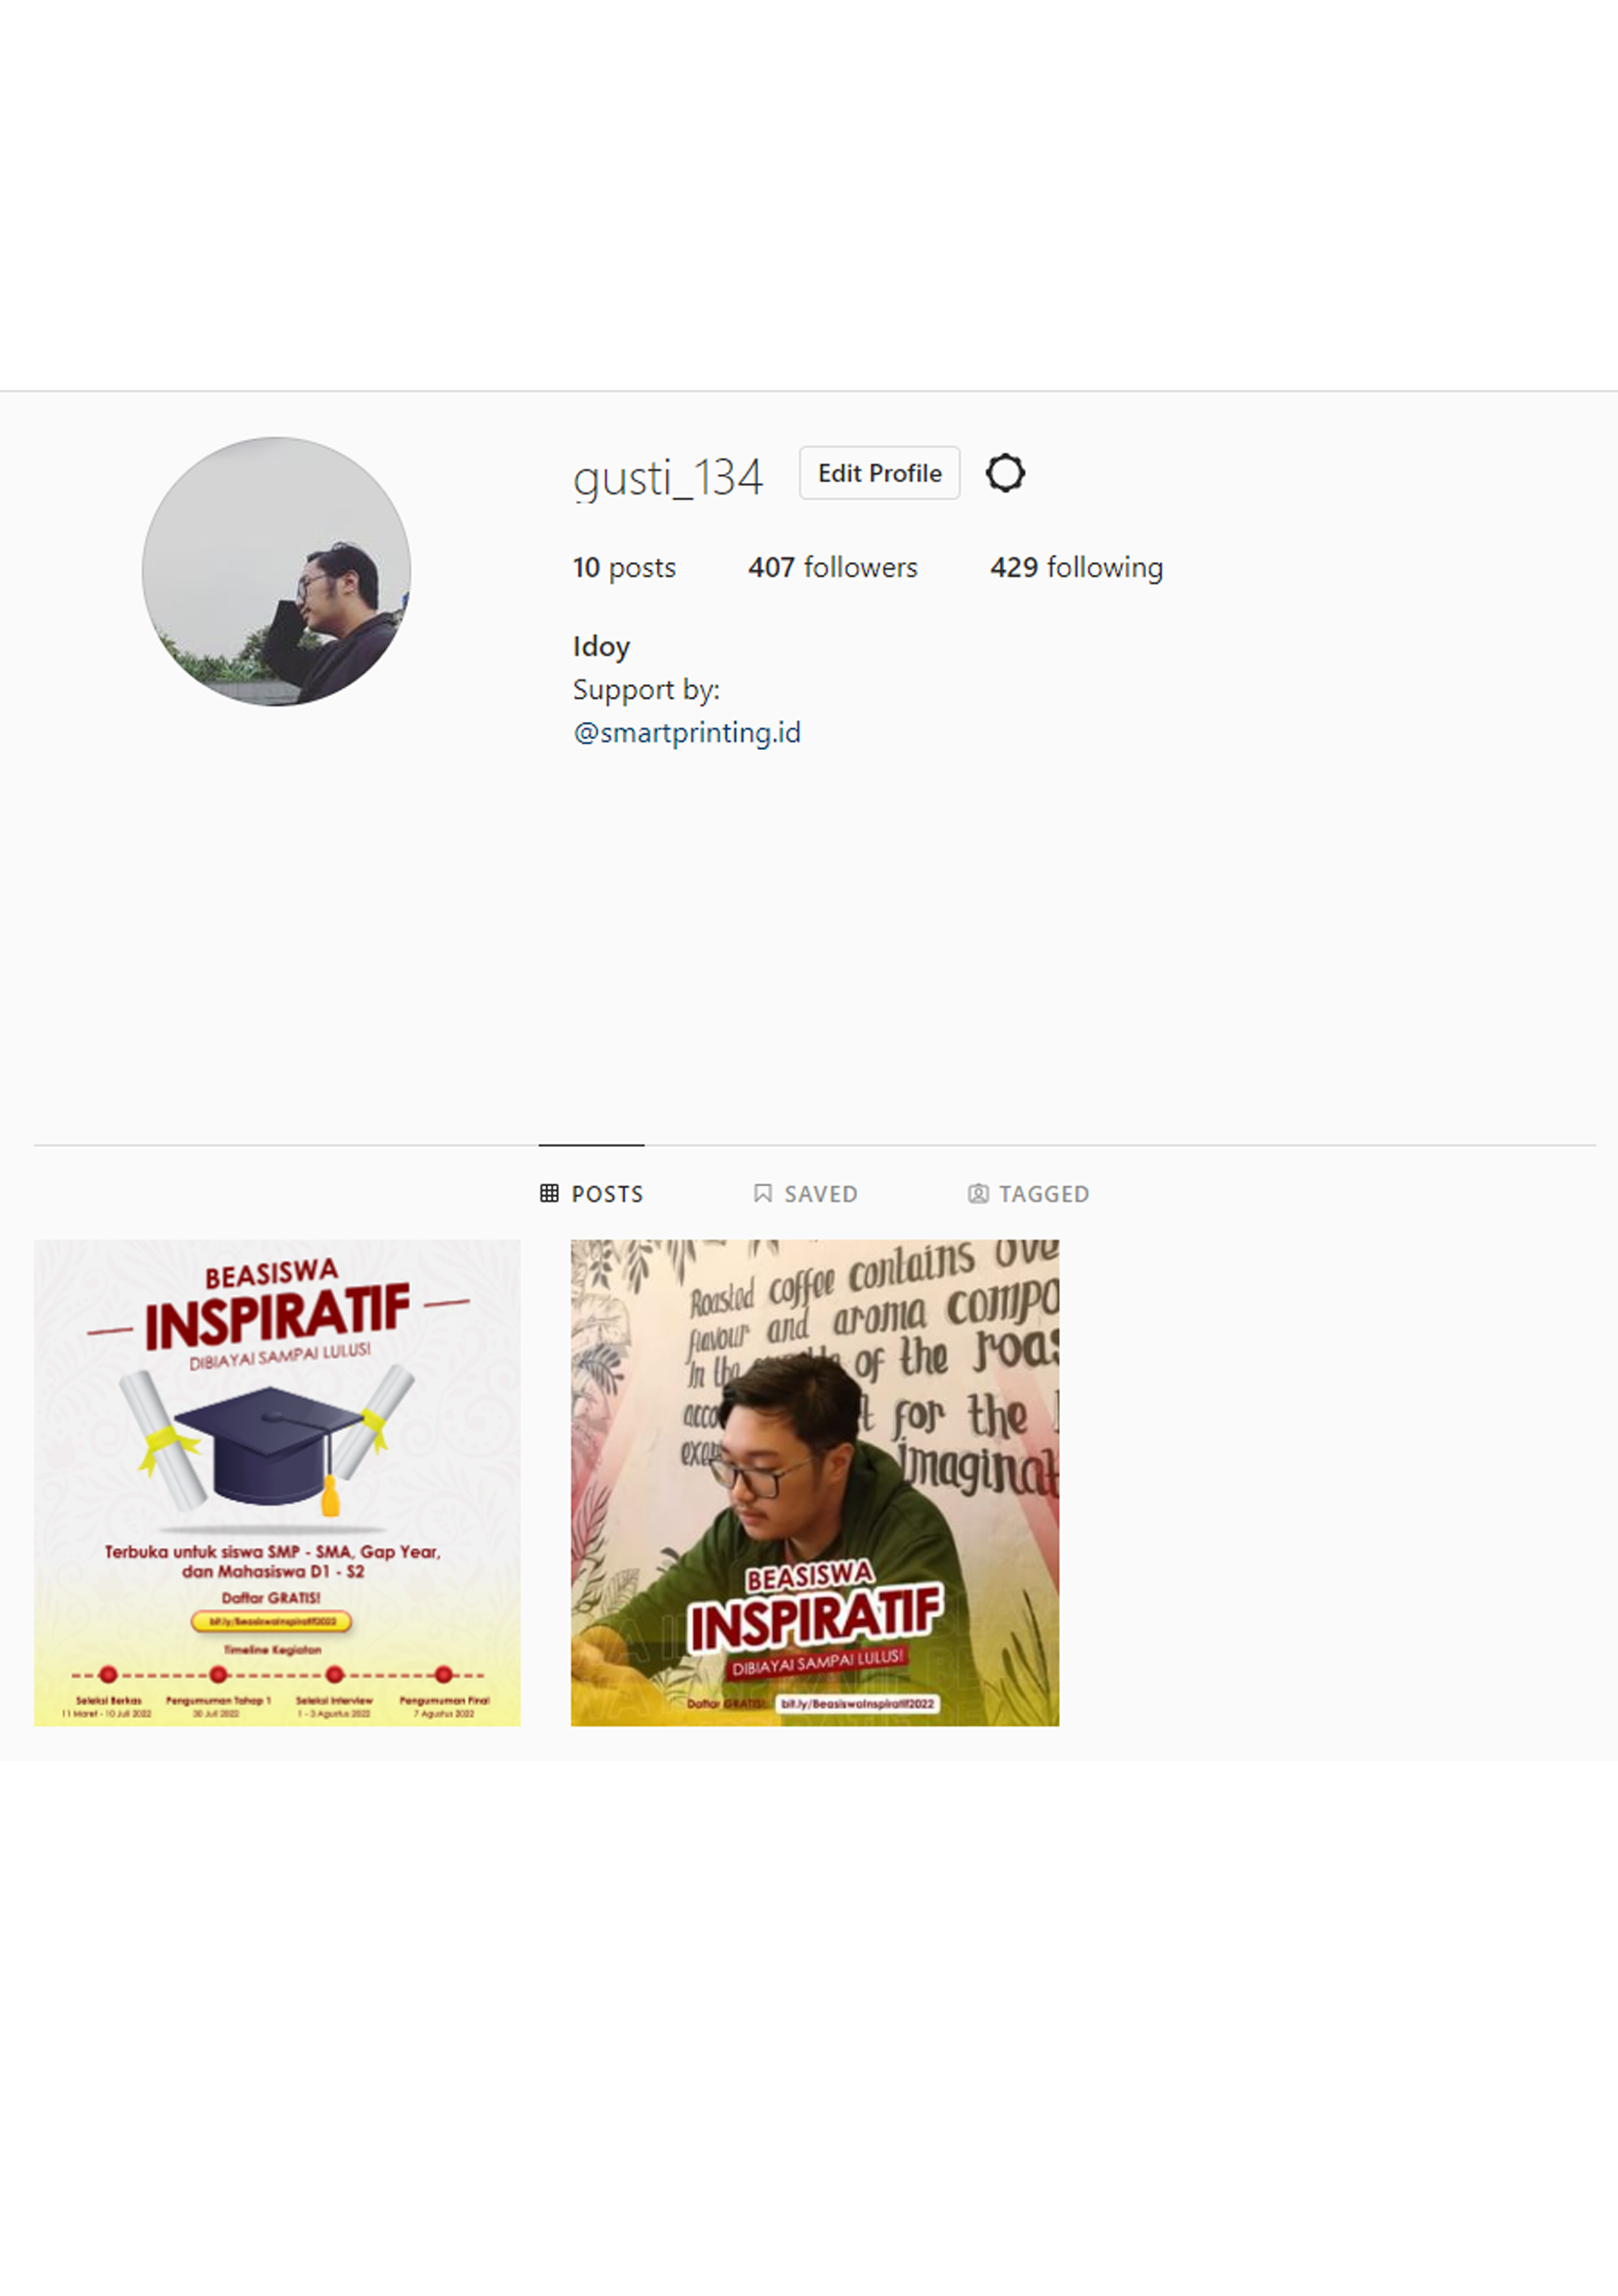 gusti_134
Edit Profile
10 posts 407 followers 429 following
Idoy
Support by:
@smartprinting.id
POSTS SAVED TAGGED
BEASISWA
INSPIRATIF
DIBIAYAI SAMPAI LULUS!
Terbuka untuk siswa SMP - SMA, Gap Year,
dan Mahasiswa D1 - S2
Daftar GRATIS!
bit.ly/BeasiswaInspiratif2022
Timeline Kegiatan
Seleksi Berkas Pengumuman Tahap 1 Seleksi Interview Pengumuman Final
11 Maret - 10 Juli 2022 30 Juli 2022 1 - 3 Agustus 2022 7 Agustus 2022
Roasted coffee contains ove
flavour and aroma compo
In the of the roas
for the
imaginat
BEASISWA
INSPIRATIF
DIBIAYAI SAMPAI LULUS!
Daftar GRATIS! bit.ly/BeasiswaInspiratif2022